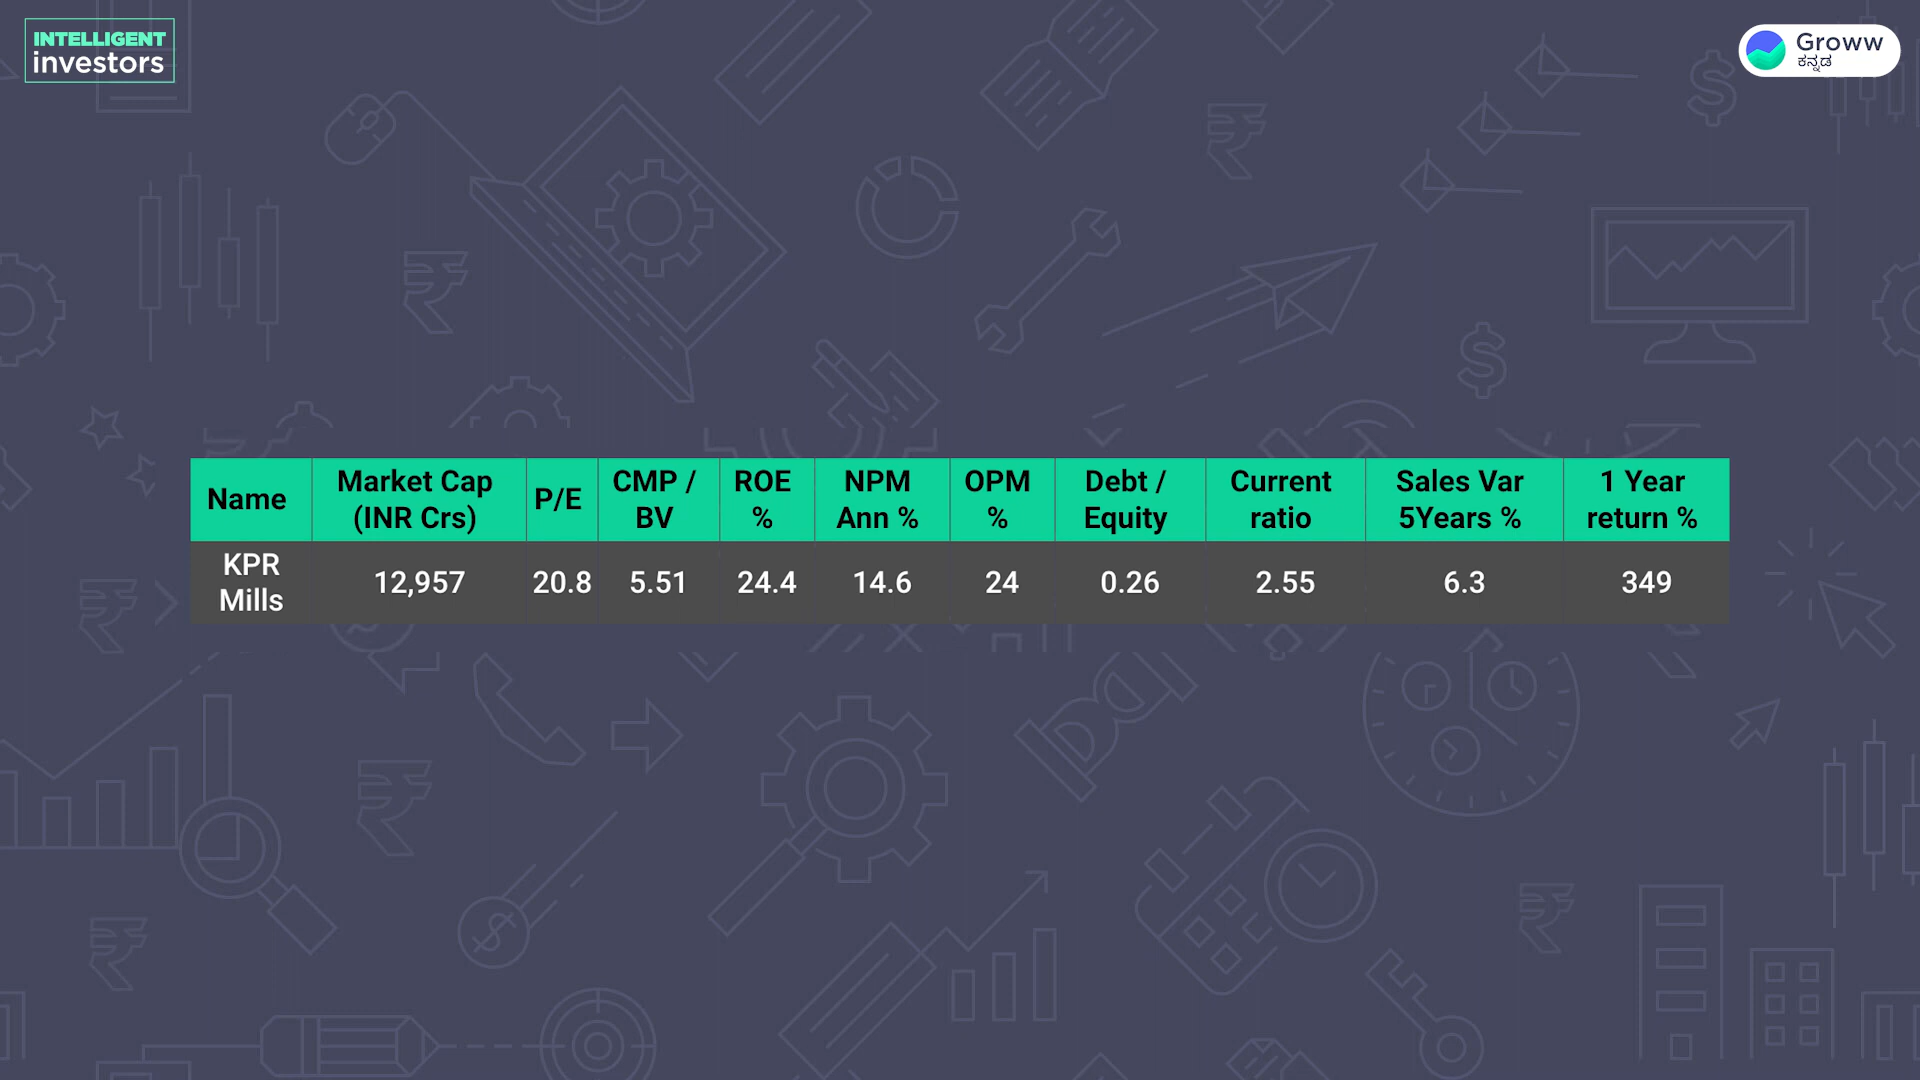 INTELLIGENT
investors
Groww
ಕನ್ನಡ
Name
Market Cap
(INR Crs)
P/E
CMP /
BV
ROE
%
NPM
Ann %
OPM
%
Debt /
Equity
Current
ratio
Sales Var
5Years %
1 Year
return %
KPR
Mills
12,957
20.8
5.51
24.4
14.6
24
0.26
2.55
6.3
349